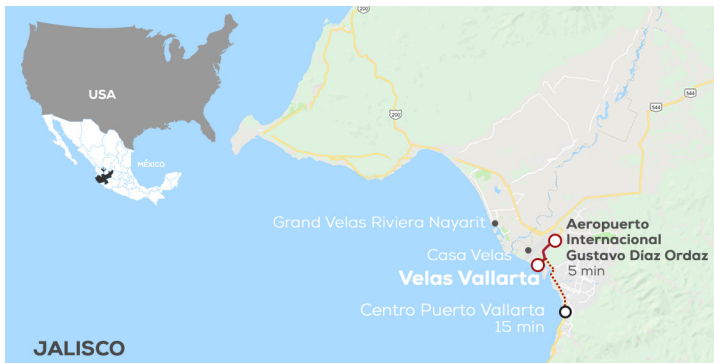 USA
MÉXICO
200
200
544
544
Grand Velas Riviera Nayarit
Casa Velas
Velas Vallarta
Aeropuerto
Internacional
Gustavo Díaz Ordaz
5 min
Centro Puerto Vallarta
15 min
JALISCO